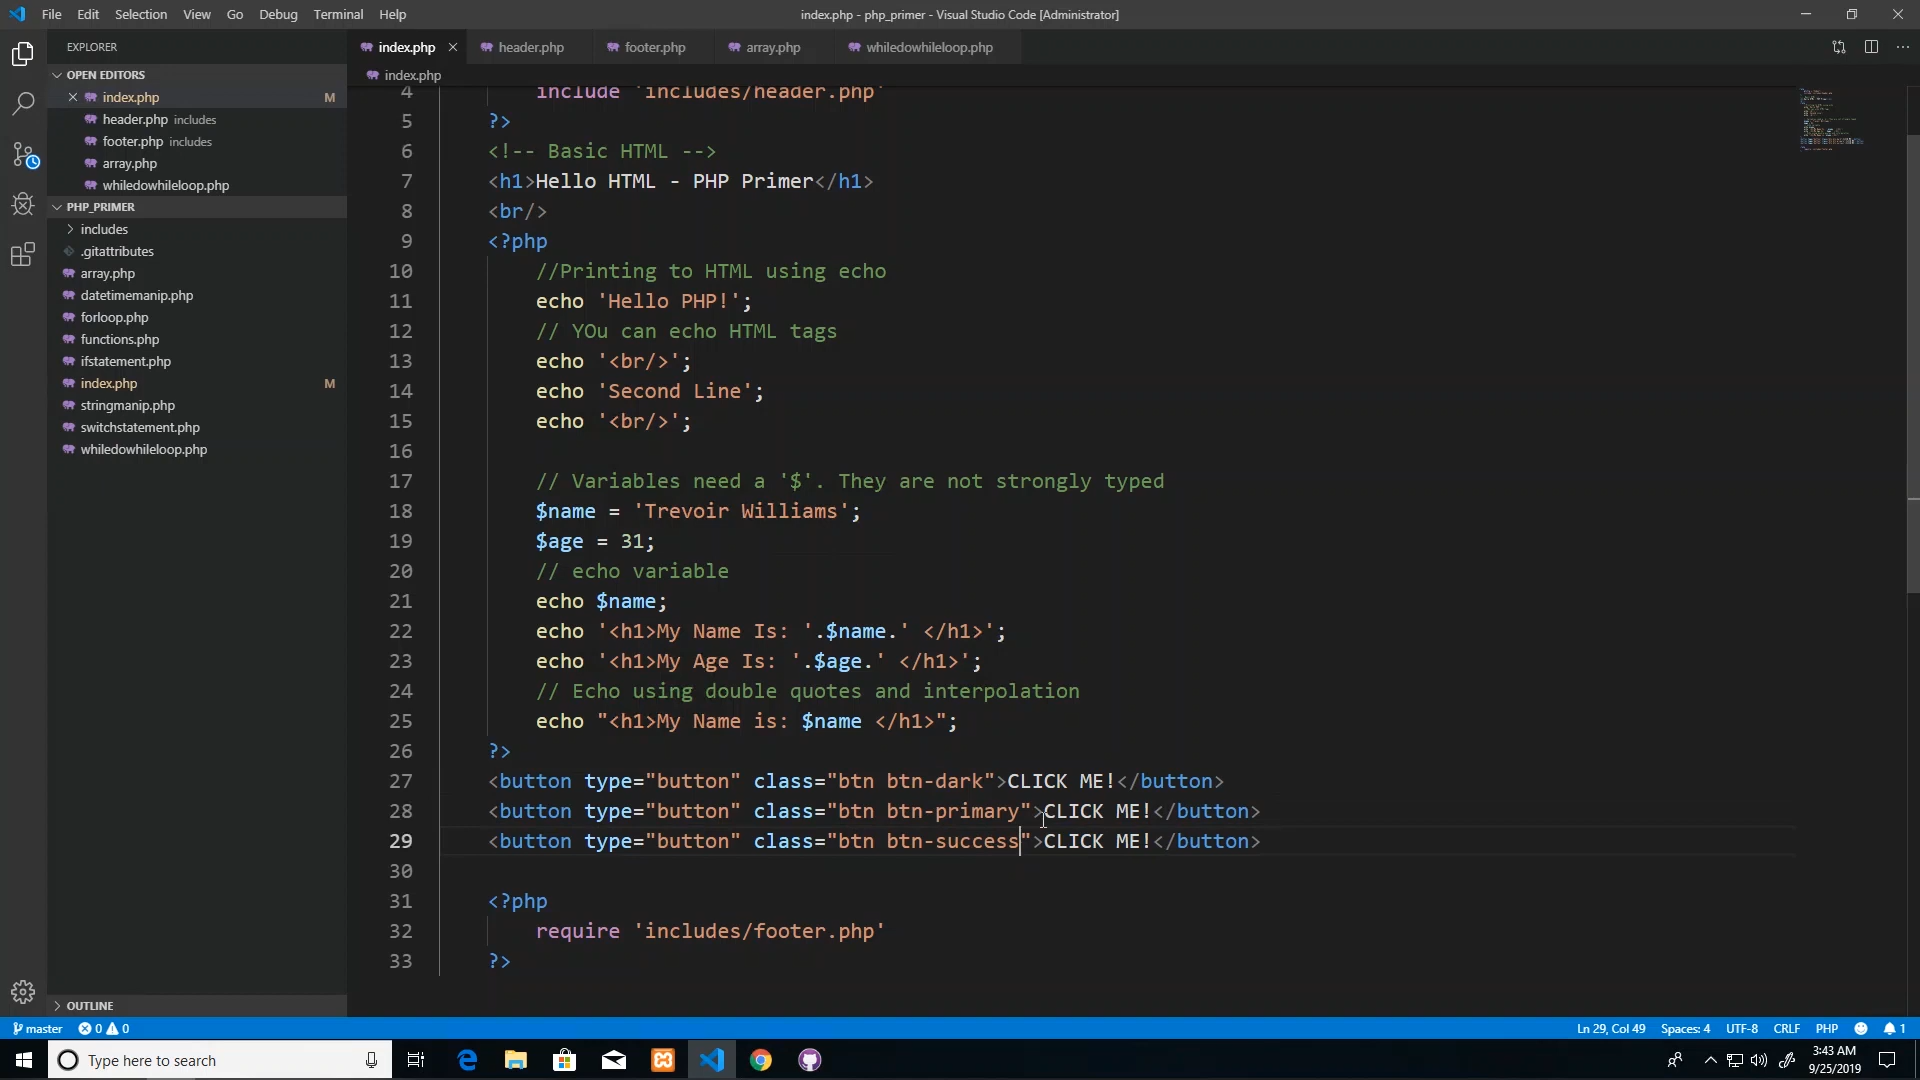 File Edit Selection View Go Debug Terminal Help
index.php - php_primer - Visual Studio Code [Administrator]
EXPLORER
index.php
header.php
footer.php
array.php
whiledowhileloop.php
OPEN EDITORS
index.php M
header.php includes
footer.php includes
array.php
whiledowhileloop.php
PHP_PRIMER
includes
.gitattributes
array.php
datetimemanip.php
forloop.php
functions.php
ifstatement.php
index.php M
stringmanip.php
switchstatement.php
whiledowhileloop.php
OUTLINE
index.php
4 include 'includes/header.php'
5 ?>
6 <!-- Basic HTML -->
7 <h1>Hello HTML - PHP Primer</h1>
8 <br/>
9 <?php
10 //Printing to HTML using echo
11 echo 'Hello PHP!';
12 // YOu can echo HTML tags
13 echo '<br/>';
14 echo 'Second Line';
15 echo '<br/>';
16
17 // Variables need a '$'. They are not strongly typed
18 $name = 'Trevoir Williams';
19 $age = 31;
20 // echo variable
21 echo $name;
22 echo '<h1>My Name Is: '.$name.' </h1>';
23 echo '<h1>My Age Is: '.$age.' </h1>';
24 // Echo using double quotes and interpolation
25 echo "<h1>My Name is: $name </h1>";
26 ?>
27 <button type="button" class="btn btn-dark">CLICK ME!</button>
28 <button type="button" class="btn btn-primary">CLICK ME!</button>
29 <button type="button" class="btn btn-success">CLICK ME!</button>
30
31 <?php
32 require 'includes/footer.php'
33 ?>
master 0 0
Ln 29, Col 49 Spaces: 4 UTF-8 CRLF PHP 1
Type here to search
3:43 AM
9/25/2019